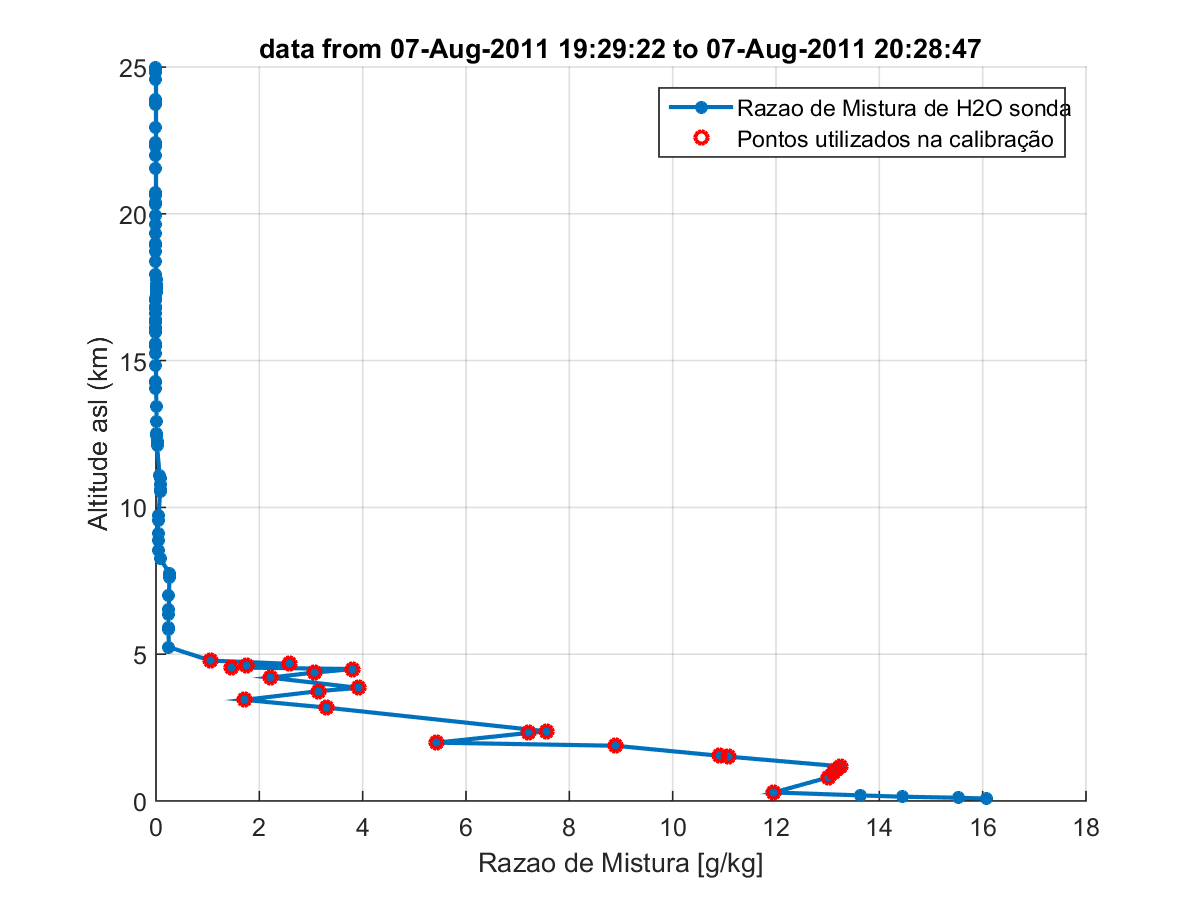 data from 07-Aug-2011 19:29:22 to 07-Aug-2011 20:28:47
Razao de Mistura de H2O sonda
Pontos utilizados na calibração
25
20
15
10
5
0
Altitude asl (km)
0 2 4 6 8 10 12 14 16 18
Razao de Mistura [g/kg]